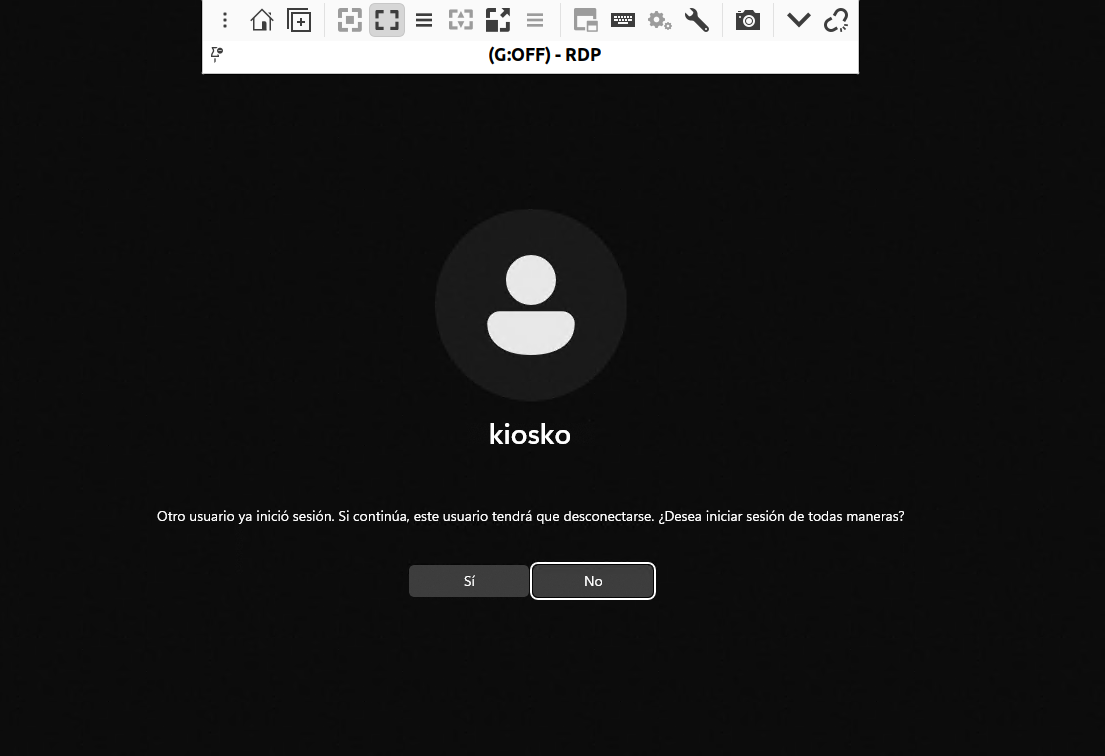 (G:OFF) - RDP
kiosko
Otro usuario ya inició sesión. Si continúa, este usuario tendrá que desconectarse. ¿Desea iniciar sesión de todas maneras?
Sí
No